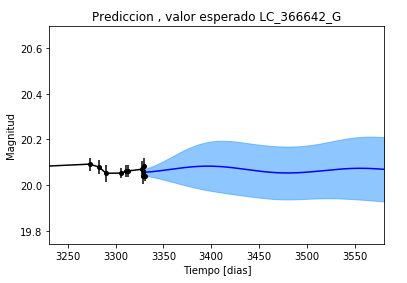 Prediccion , valor esperado LC_366642_G
Magnitud
20.6
20.4
20.2
20.0
19.8
3250 3300 3350 3400 3450 3500 3550
Tiempo [dias]